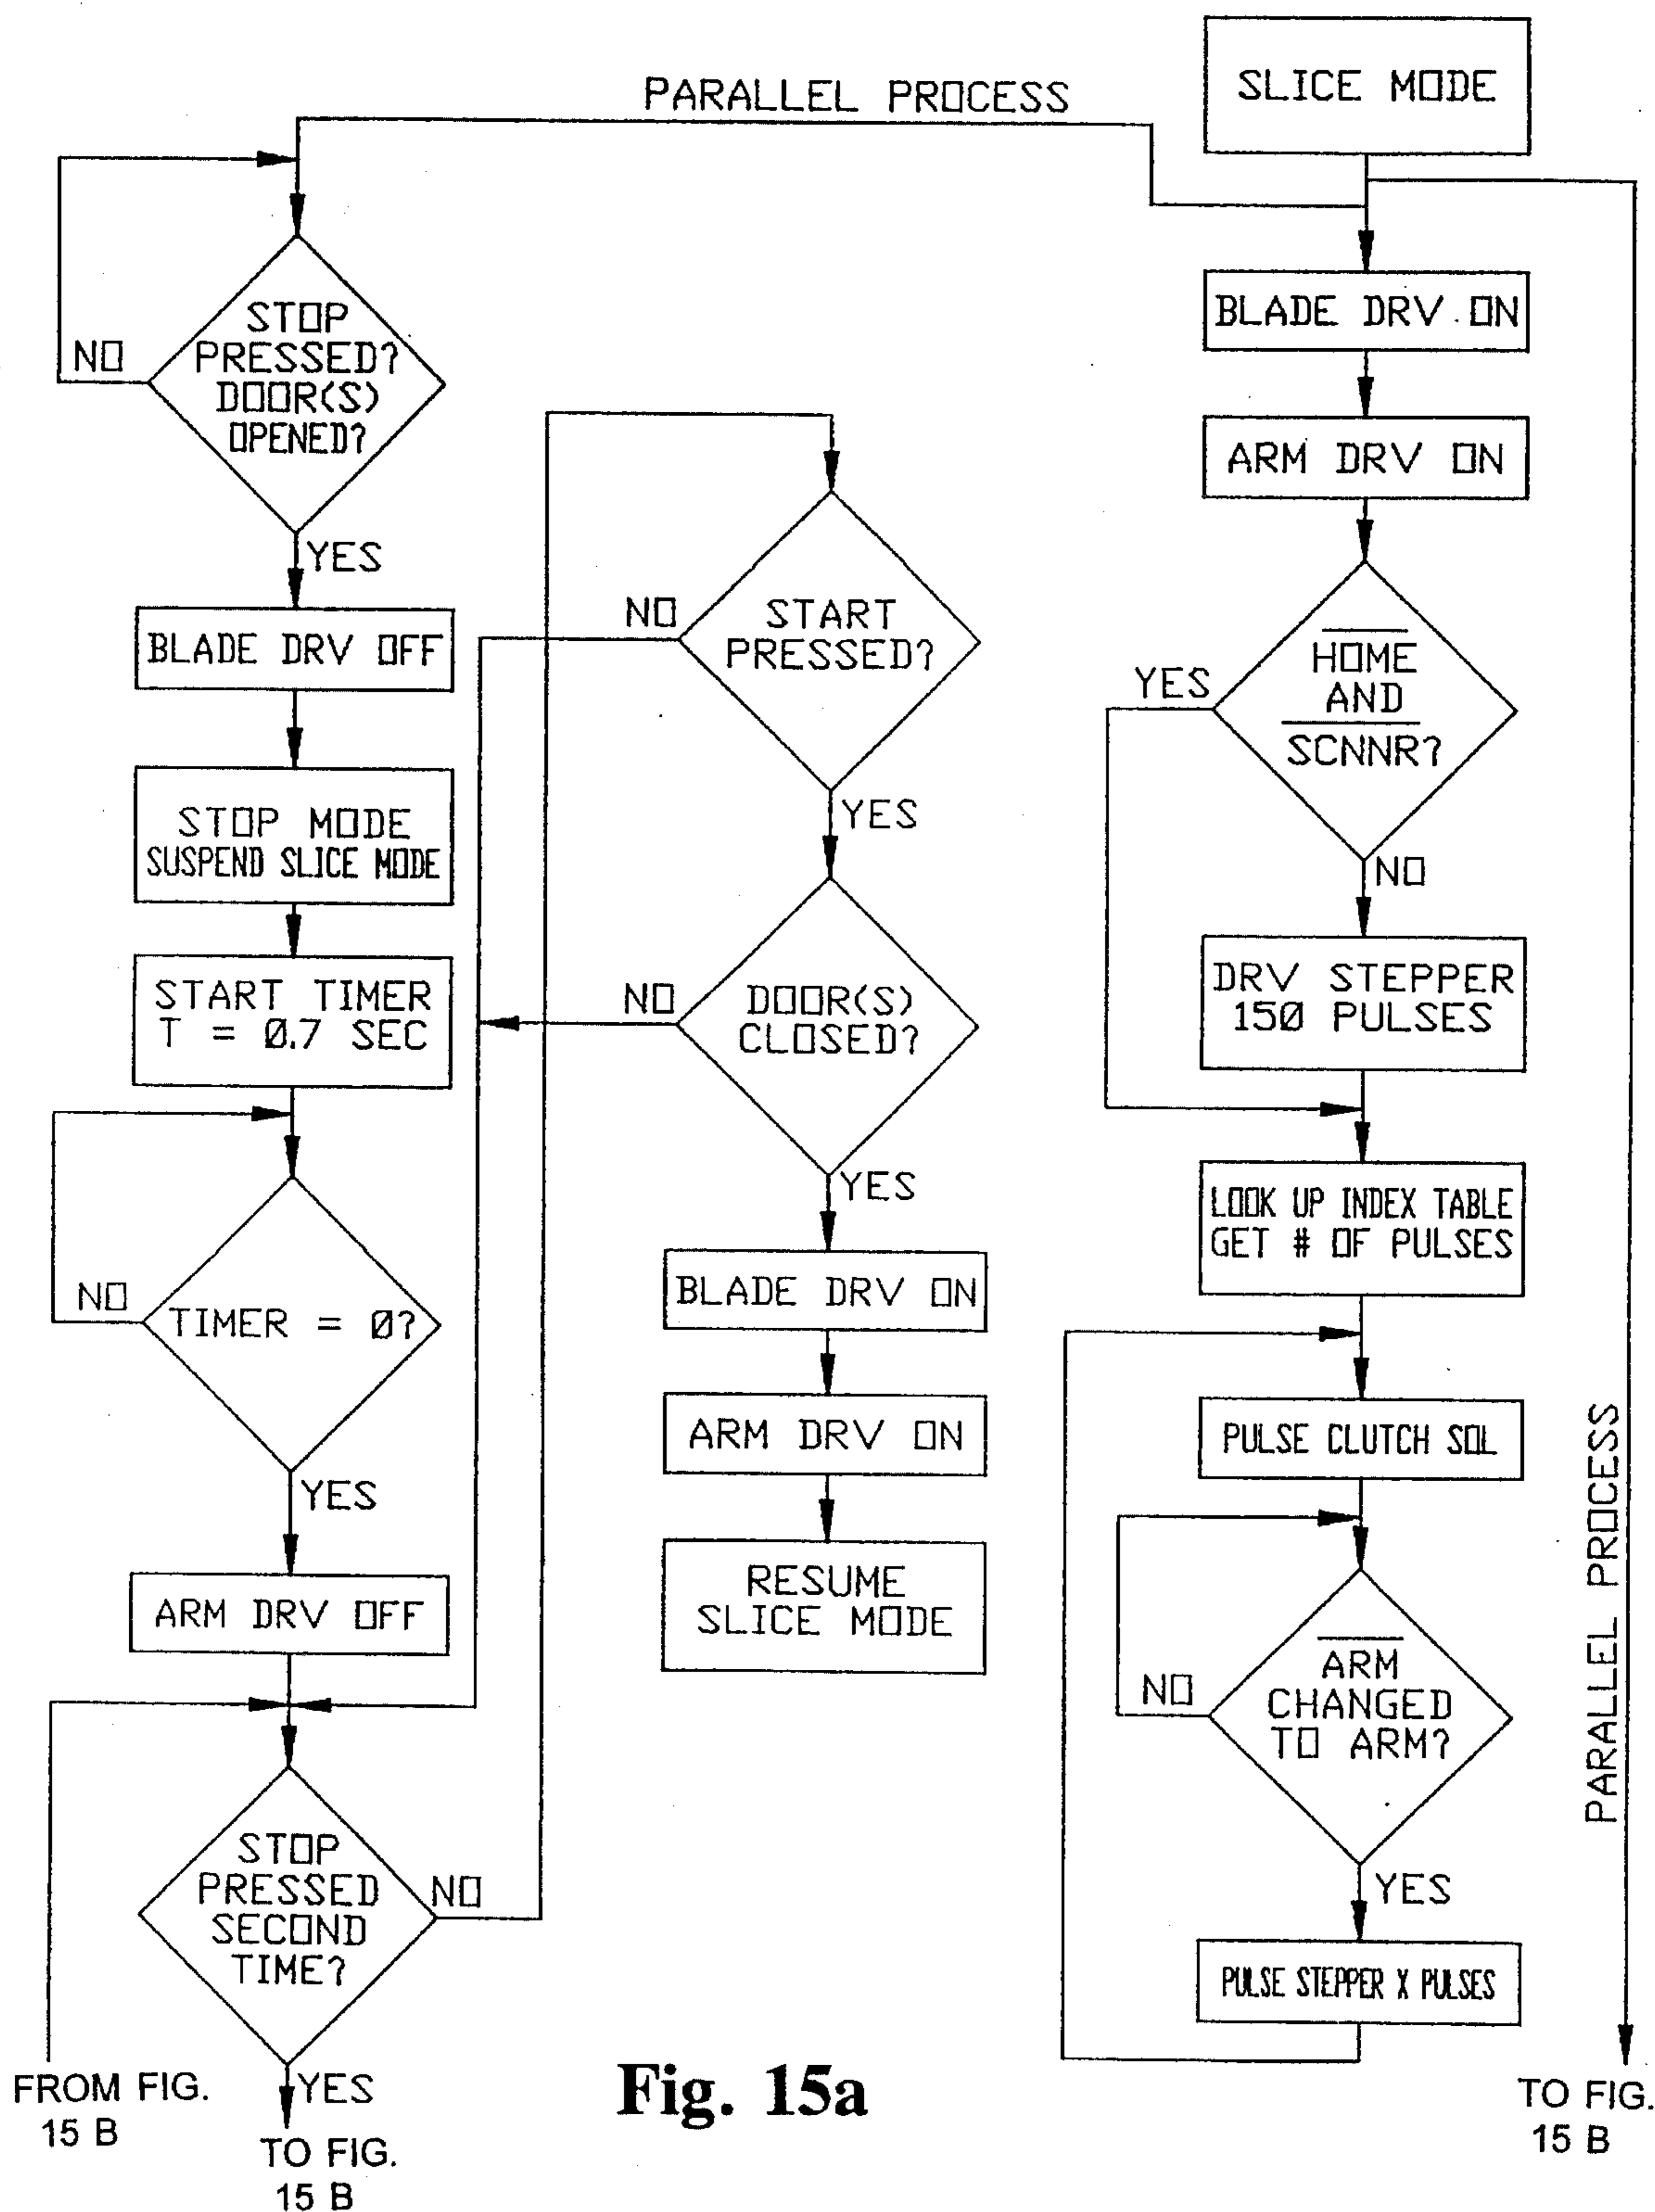 SLICE MODE
PARALLEL PROCESS
STOP
PRESSED?
DOOR(S)
OPENED?
NO
YES
BLADE DRV OFF
STOP MODE
SUSPEND SLICE MODE
START TIMER
T = 0.7 SEC
TIMER = 0?
NO
YES
ARM DRV OFF
STOP
PRESSED
SECOND
TIME?
NO
YES
FROM FIG.
15 B
TO FIG.
15 B
START
PRESSED?
NO
YES
DOOR(S)
CLOSED?
NO
YES
BLADE DRV ON
ARM DRV ON
RESUME
SLICE MODE
BLADE DRV ON
ARM DRV ON
HOME
AND
SCNNR?
YES
NO
DRV STEPPER
150 PULSES
LOOK UP INDEX TABLE
GET # OF PULSES
PULSE CLUTCH SOL
ARM
CHANGED
TO ARM?
NO
YES
PULSE STEPPER X PULSES
PARALLEL PROCESS
TO FIG.
15 B
Fig. 15a